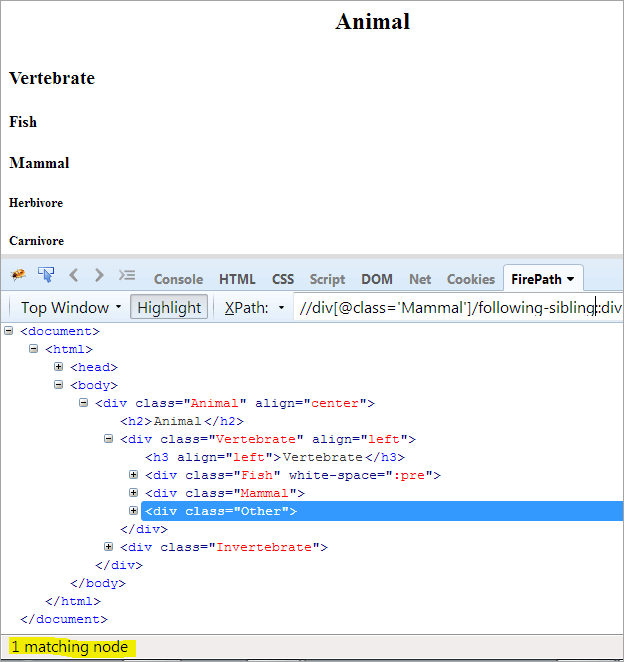 Animal
Vertebrate
Fish
Mammal
Herbivore
Carnivore
Console HTML CSS Script DOM Net Cookies FirePath
Top Window Highlight XPath: //div[@class='Mammal']/following-sibling::div
<document>
<html>
<head>
<body>
<div class="Animal" align="center">
<h2>Animal</h2>
<div class="Vertebrate" align="left">
<h3 align="left">Vertebrate</h3>
<div class="Fish" white-space=":pre">
<div class="Mammal">
<div class="Other">
</div>
<div class="Invertebrate">
</div>
</body>
</html>
</document>
1 matching node